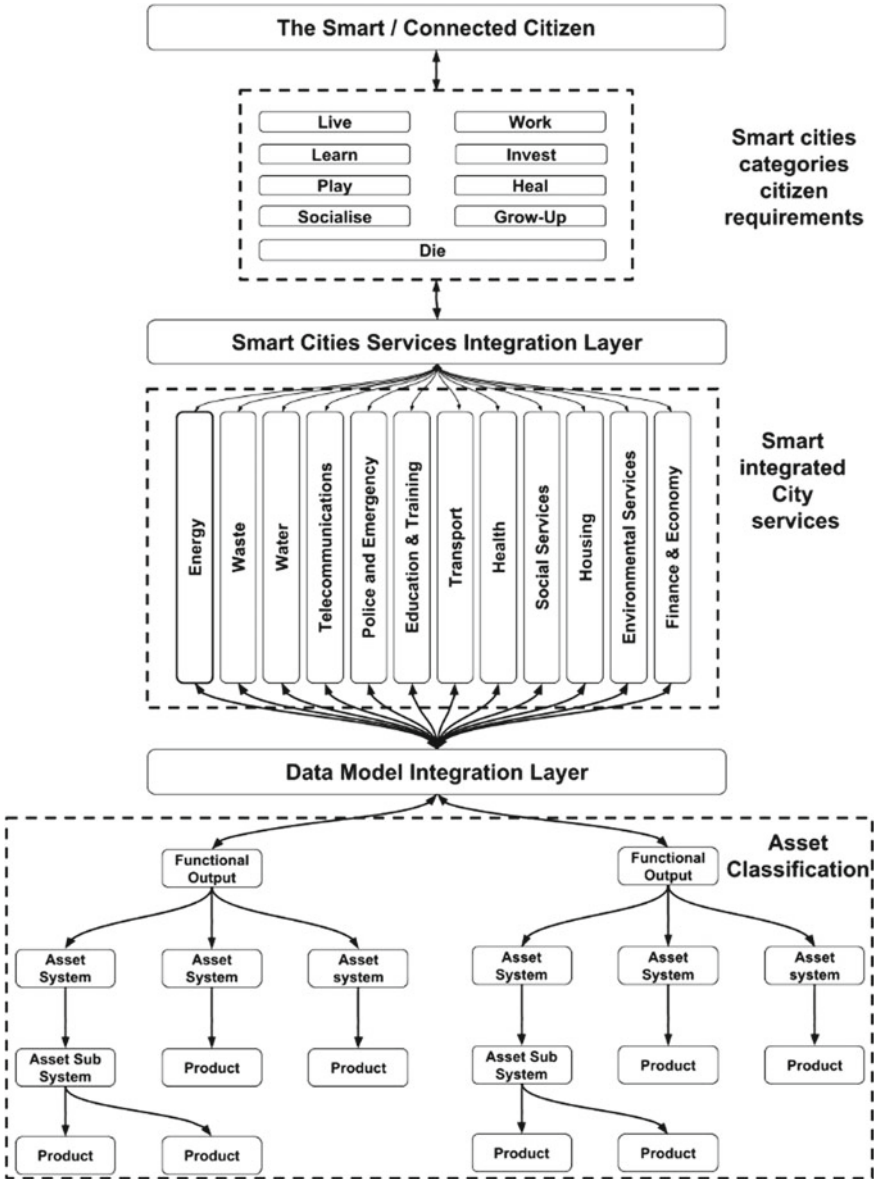 The Smart / Connected Citizen
Live
Work
Learn
Invest
Play
Heal
Socialise
Grow-Up
Die
Smart cities
categories
citizen
requirements
Smart Cities Services Integration Layer
Energy
Waste
Water
Telecommunications
Police and Emergency
Education & Training
Transport
Health
Social Services
Housing
Environmental Services
Finance & Economy
Smart
integrated
City
services
Data Model Integration Layer
Asset
Classification
Functional
Output
Functional
Output
Asset
System
Asset
System
Asset
system
Asset
System
Asset
System
Asset
system
Asset Sub
System
Product
Product
Asset Sub
System
Product
Product
Product
Product
Product
Product